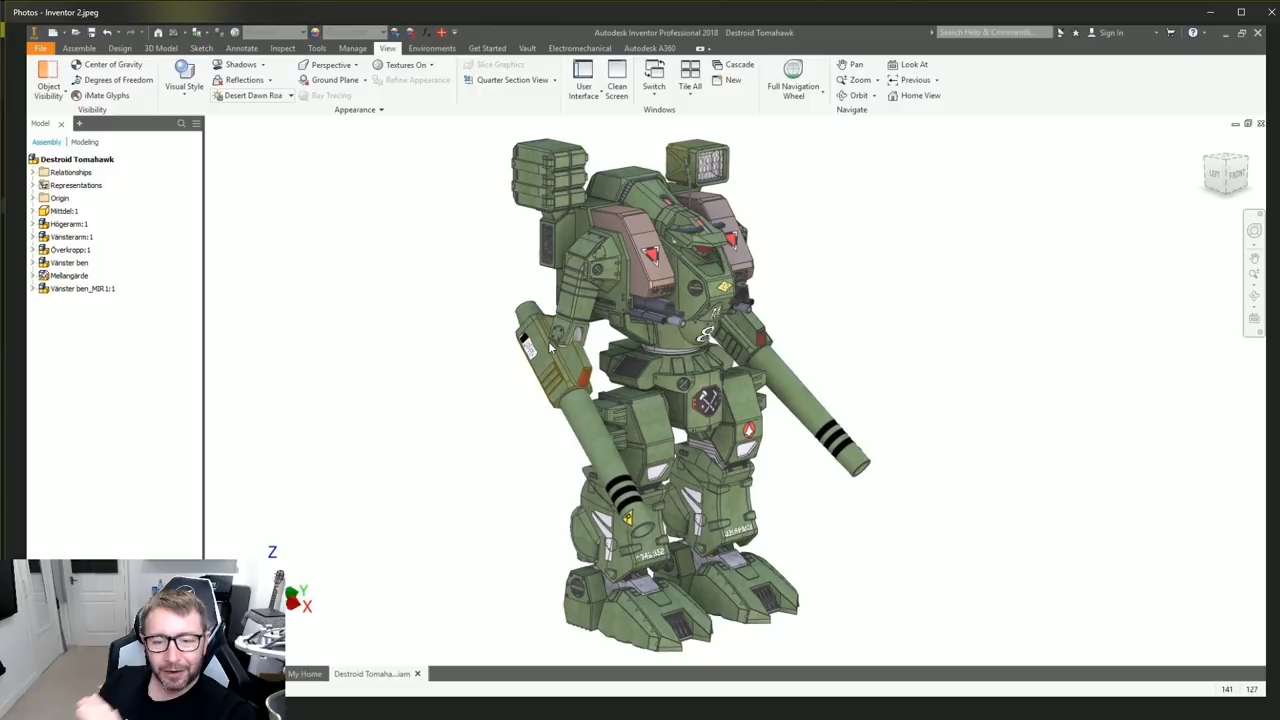 Photos - Inventor 2.jpeg
Autodesk Inventor Professional 2018 Destroid Tomahawk
Search Help & Commands...
Sign In
File Assembly Design 3D Model Sketch Annotate Inspect Tools Manage View Environments Get Started Vault Electromechanical Autodesk A360
Object Visibility
Center of Gravity
Degrees of Freedom
iMate Glyphs
Visibility
Visual Style
Shadows
Reflections
Desert Dawn Roa
Perspective
Ground Plane
Ray Tracing
Textures On
Refine Appearance
Appearance
Slice Graphics
Quarter Section View
User Interface
Clean Screen
Switch
Tile All
Cascade
New
Windows
Full Navigation Wheel
Pan
Zoom
Orbit
Look At
Previous
Home View
Navigate
Model
Assembly Modeling
Destroid Tomahawk
Relationships
Representations
Origin
Mittdel:1
Högerarm:1
Vänsterarm:1
Överkropp:1
Vänster ben
Mellangärde
Vänster ben_MIR1:1
LEFT FRONT
Z
Y
X
My Home Destroid Tomaha...iam
141 127